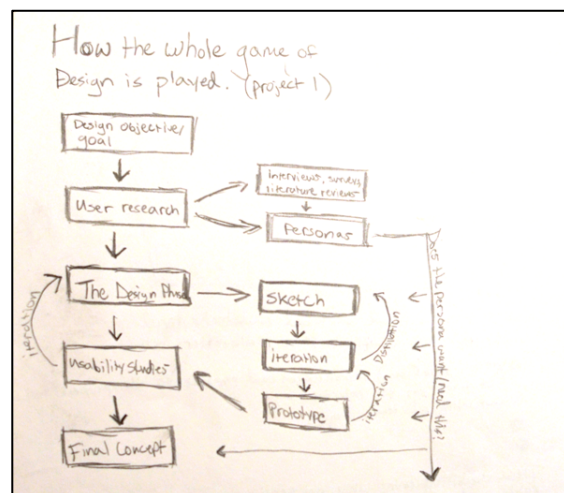 How the whole game of
Design is played. (project 1)
Design objective/
goal
User research
Interviews, surveys,
literature reviews
Personas
The Design Phase
Sketch
iteration
Usability Studies
iteration
Distilation
Prototype
iteration
Final Concept
Does the persona want/need this?